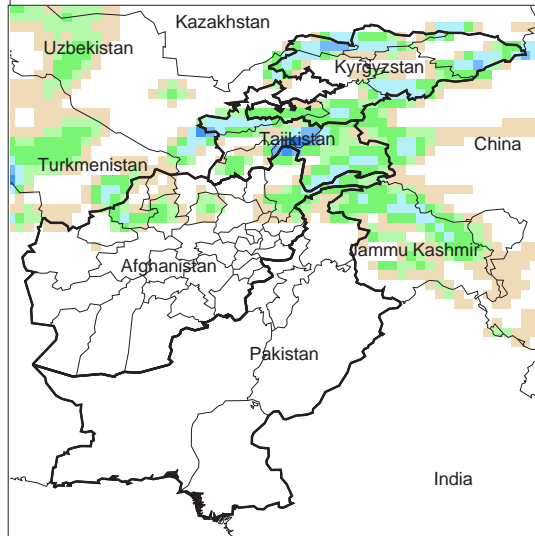 Kazakhstan
Uzbekistan
Kyrgyzstan
Tajikistan
China
Turkmenistan
Jammu Kashmir
Afghanistan
Pakistan
India